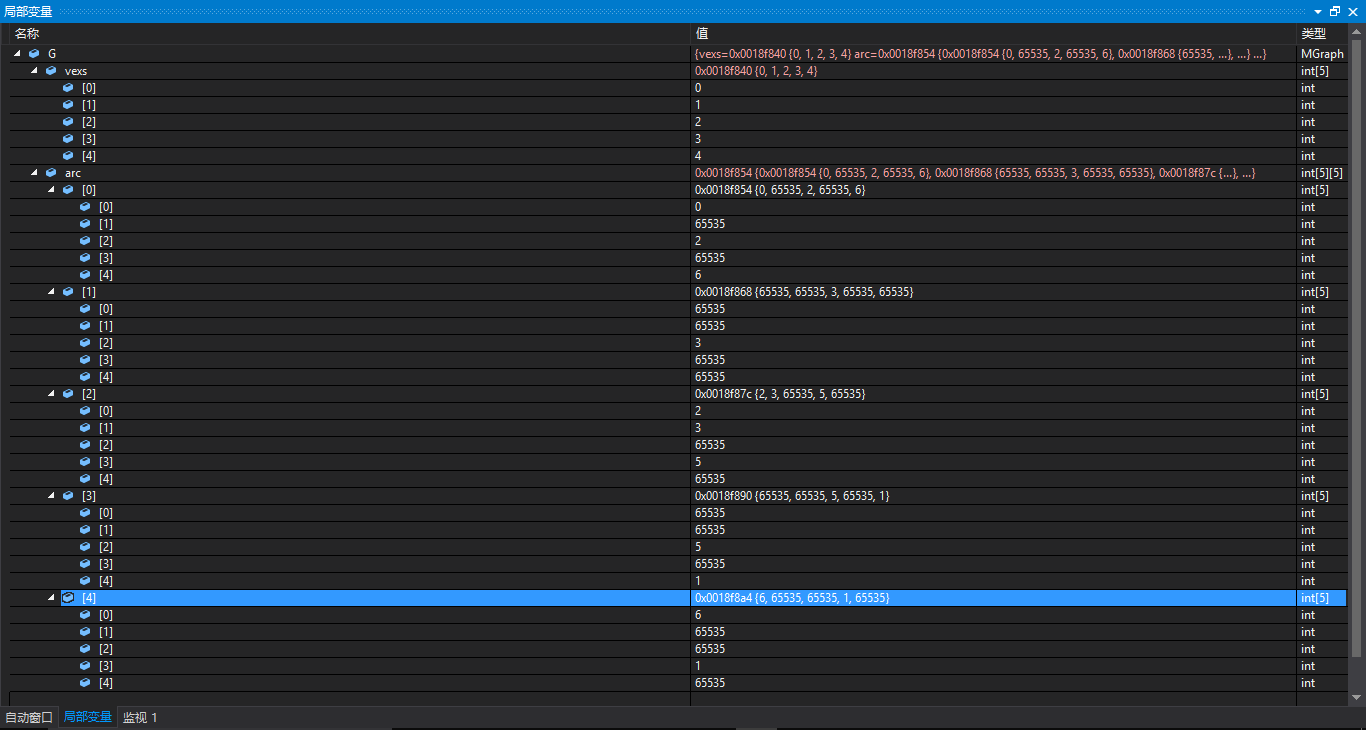 局部变量
名称 值 类型
G {vexs=0x0018f840 {0, 1, 2, 3, 4} arc=0x0018f854 {0x0018f854 {0, 65535, 2, 65535, 6}, 0x0018f868 {65535, ...}, ...} ...} MGraph
vexs 0x0018f840 {0, 1, 2, 3, 4} int[5]
[0] 0 int
[1] 1 int
[2] 2 int
[3] 3 int
[4] 4 int
arc 0x0018f854 {0x0018f854 {0, 65535, 2, 65535, 6}, 0x0018f868 {65535, 65535, 3, 65535, 65535}, 0x0018f87c {...}, ...} int[5][5]
[0] 0x0018f854 {0, 65535, 2, 65535, 6} int[5]
[0] 0 int
[1] 65535 int
[2] 2 int
[3] 65535 int
[4] 6 int
[1] 0x0018f868 {65535, 65535, 3, 65535, 65535} int[5]
[0] 65535 int
[1] 65535 int
[2] 3 int
[3] 65535 int
[4] 65535 int
[2] 0x0018f87c {2, 3, 65535, 5, 65535} int[5]
[0] 2 int
[1] 3 int
[2] 65535 int
[3] 5 int
[4] 65535 int
[3] 0x0018f890 {65535, 65535, 5, 65535, 1} int[5]
[0] 65535 int
[1] 65535 int
[2] 5 int
[3] 65535 int
[4] 1 int
[4] 0x0018f8a4 {6, 65535, 65535, 1, 65535} int[5]
[0] 6 int
[1] 65535 int
[2] 65535 int
[3] 1 int
[4] 65535 int
自动窗口 局部变量 监视 1